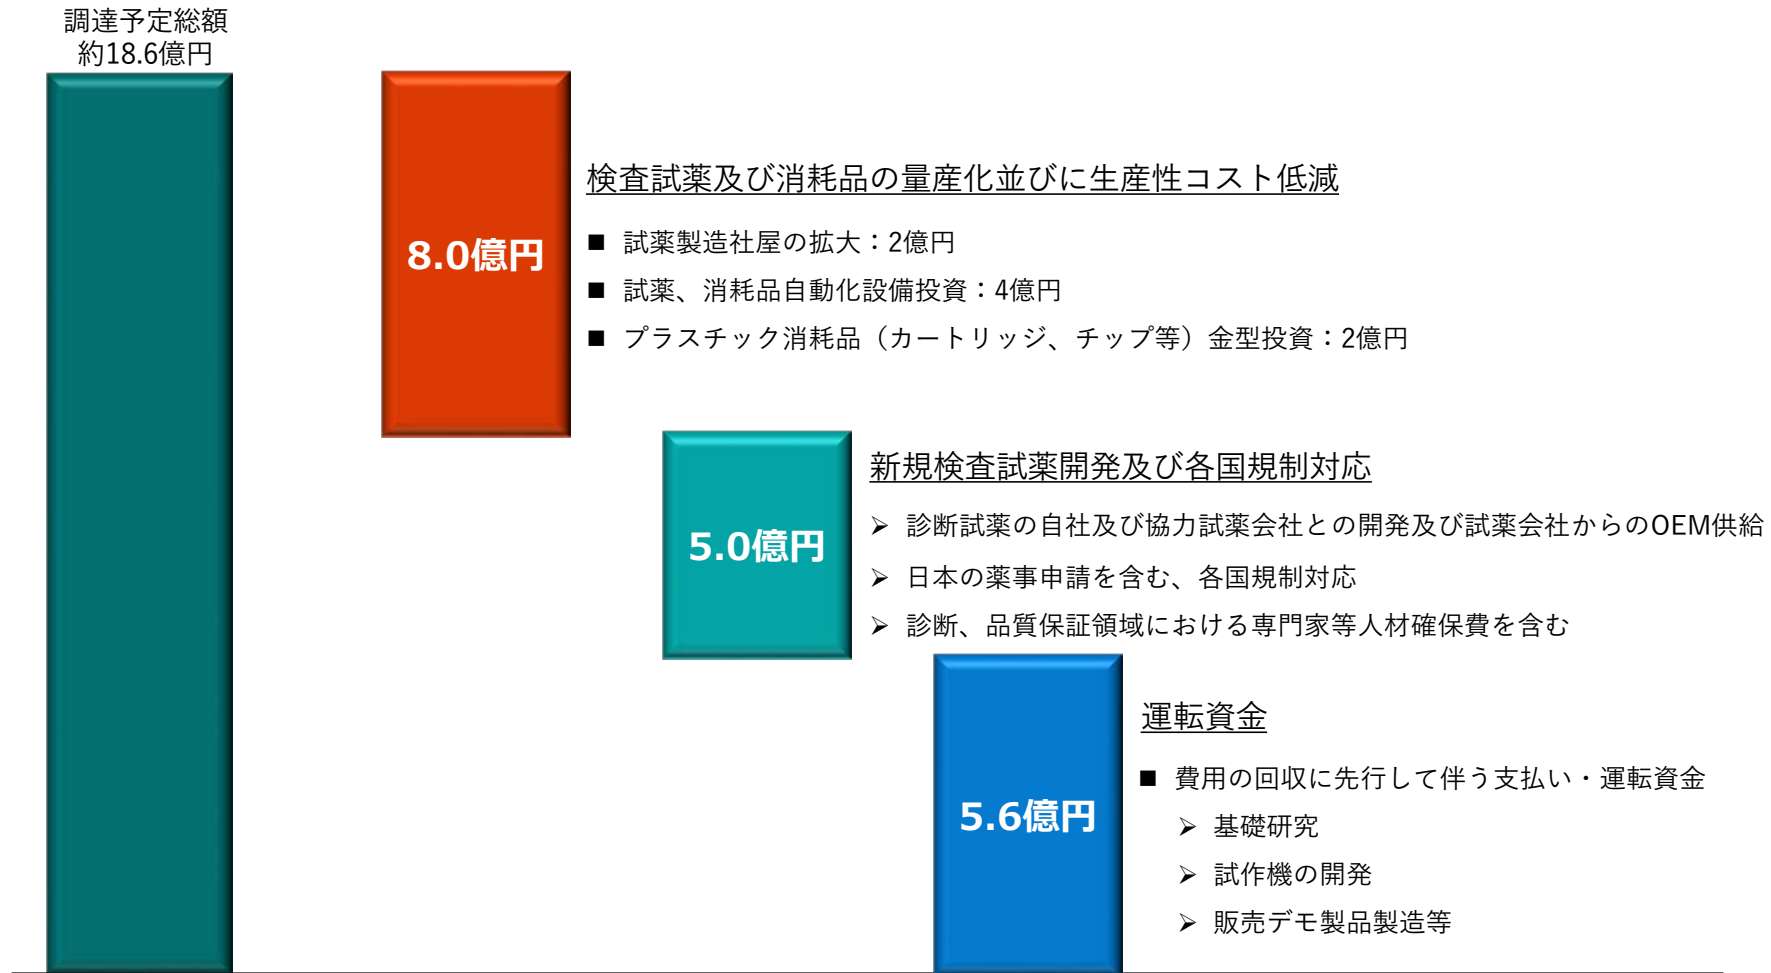 調達予定総額
約18.6億円
8.0億円
検査試薬及び消耗品の量産化並びに生産性コスト低減
■ 試薬製造社屋の拡大：2億円
■ 試薬、消耗品自動化設備投資：4億円
■ プラスチック消耗品（カートリッジ、チップ等）金型投資：2億円
5.0億円
新規検査試薬開発及び各国規制対応
➢ 診断試薬の自社及び協力試薬会社との開発及び試薬会社からのOEM供給
➢ 日本の薬事申請を含む、各国規制対応
➢ 診断、品質保証領域における専門家等人材確保費を含む
5.6億円
運転資金
■ 費用の回収に先行して伴う支払い・運転資金
➢ 基礎研究
➢ 試作機の開発
➢ 販売デモ製品製造等